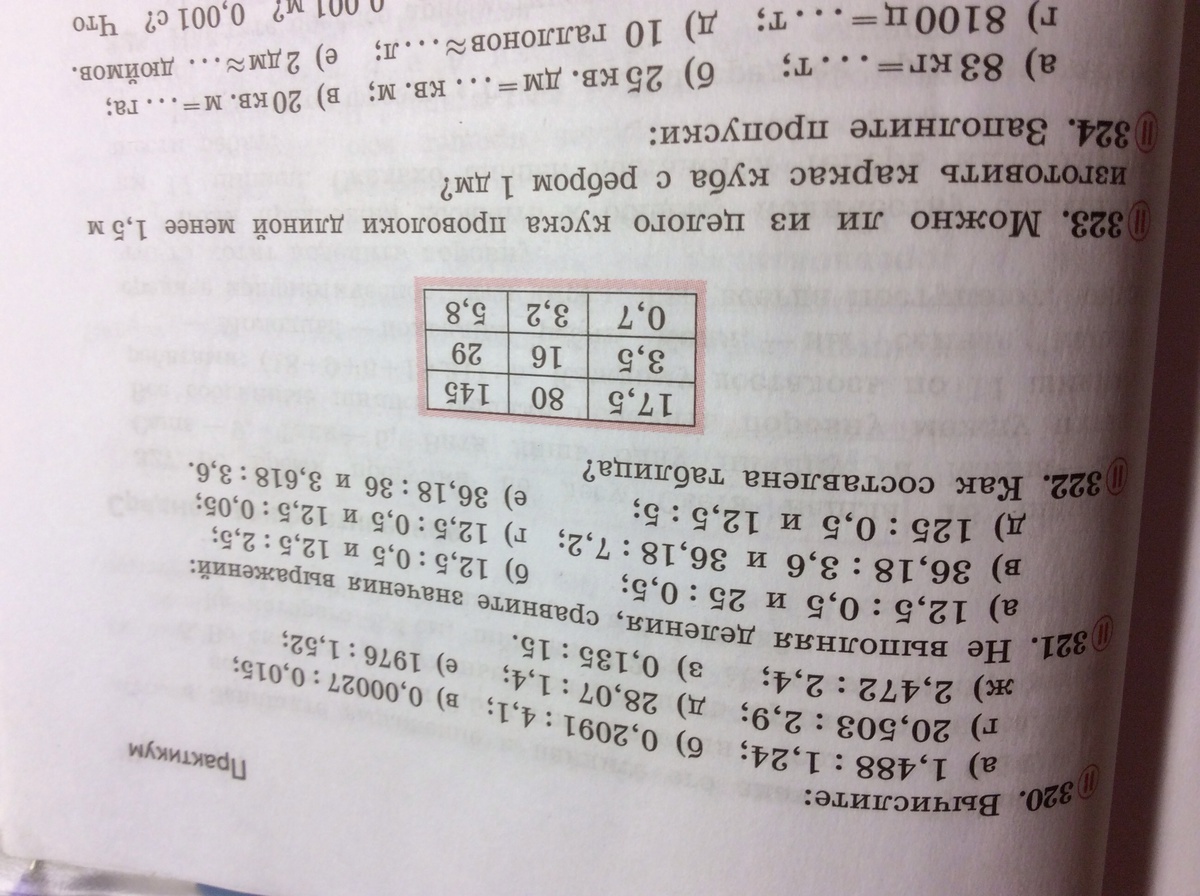 Практикум
320. Вычислите:
а) 1,488 : 1,24; б) 0,2091 : 4,1; в) 0,00027 : 0,015;
г) 20,503 : 2,9; д) 28,07 : 1,4; е) 1976 : 1,52;
ж) 2,472 : 2,4; з) 0,135 : 15.
321. Не выполняя деления, сравните значения выражений:
а) 12,5 : 0,5 и 25 : 0,5; б) 12,5 : 0,5 и 12,5 : 2,5;
в) 36,18 : 3,6 и 36,18 : 7,2; г) 12,5 : 0,5 и 12,5 : 0,05;
д) 125 : 0,5 и 12,5 : 5; е) 36,18 : 36 и 3,618 : 3,6.
322. Как составлена таблица?
17,5 80 145
3,5 16 29
0,7 3,2 5,8
323. Можно ли из целого куска проволоки длиной менее 1,5 м
изготовить каркас куба с ребром 1 дм?
324. Заполните пропуски:
а) 83 кг = ... т; б) 25 кв. дм = ... кв. м; в) 20 кв. м = ... га;
г) 8100 ц = ... т; д) 10 галлонов ≈ ... л; е) 2 дм ≈ ... дюймов.
0,001 м? 0,001 с? Что